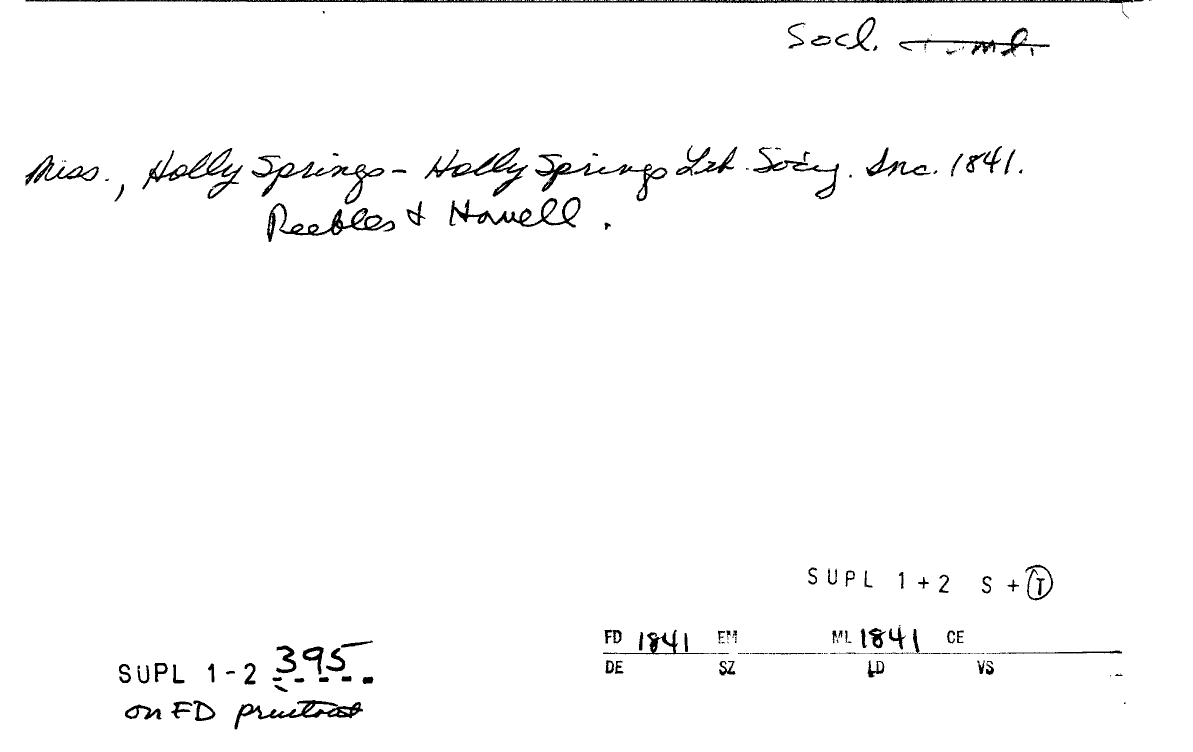 Socl.
Miss., Holly Springs - Holly Springs Lit. Socy. Inc. 1841.
Peebles & Howell.
SUPL 1+2 S + T
FD 1841 EM ML 1841 CE
DE SZ LD VS
SUPL 1-2 395
on FD printout